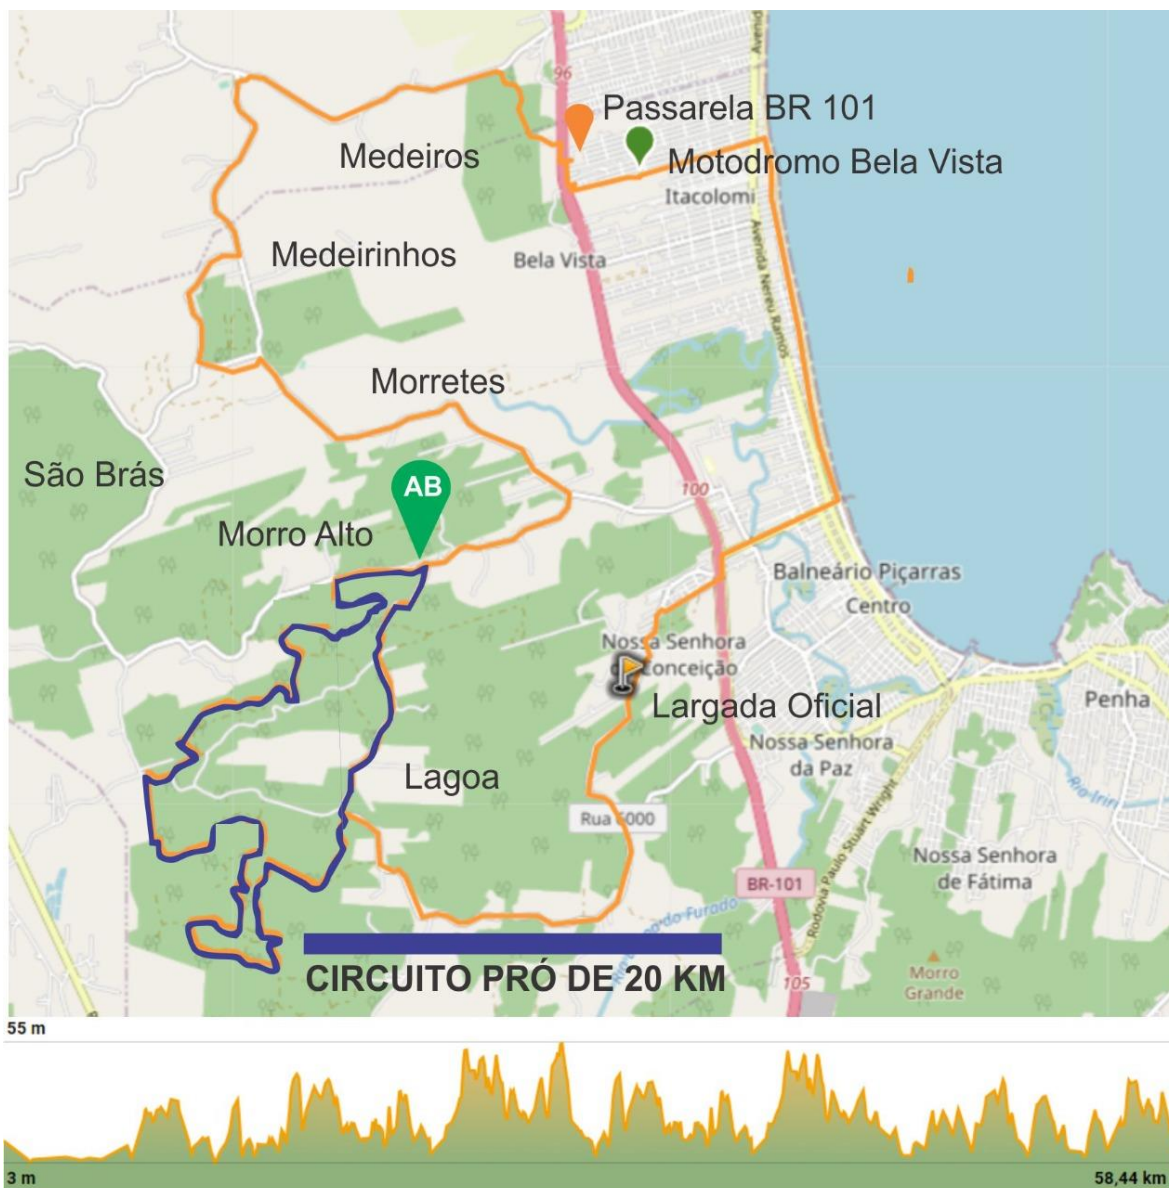 96
Passarela BR 101
Medeiros
Motodromo Bela Vista
Itacolomi
Medeirinhos
Bela Vista
Avenida Nereu Ramos
Morretes
São Brás
AB
100
Morro Alto
Balneário Piçarras
Centro
Nossa Senhora
Conceição
Largada Oficial
Penha
Nossa Senhora
da Paz
Lagoa
Rua 6000
Rodovia Paulo Stuart Wright
Nossa Senhora
de Fátima
BR-101
CIRCUITO PRÓ DE 20 KM
Morro
Grande
105
55 m
3 m
58,44 km